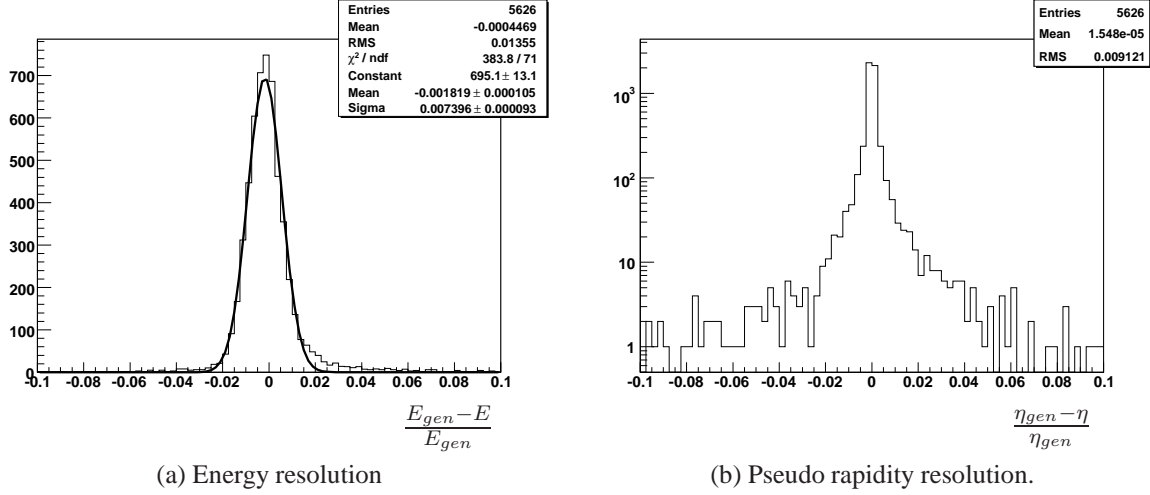 Entries 5626
Mean -0.0004469
RMS 0.01355
χ² / ndf 383.8 / 71
Constant 695.1 ± 13.1
Mean -0.001819 ± 0.000105
Sigma 0.007396 ± 0.000093
700
600
500
400
300
200
100
0
-0.1 -0.08 -0.06 -0.04 -0.02 0 0.02 0.04 0.06 0.08 0.1
E_gen − E
E_gen
(a) Energy resolution
Entries 5626
Mean 1.548e-05
RMS 0.009121
10³
10²
10
1
-0.1 -0.08 -0.06 -0.04 -0.02 0 0.02 0.04 0.06 0.08 0.1
η_gen − η
η_gen
(b) Pseudo rapidity resolution.